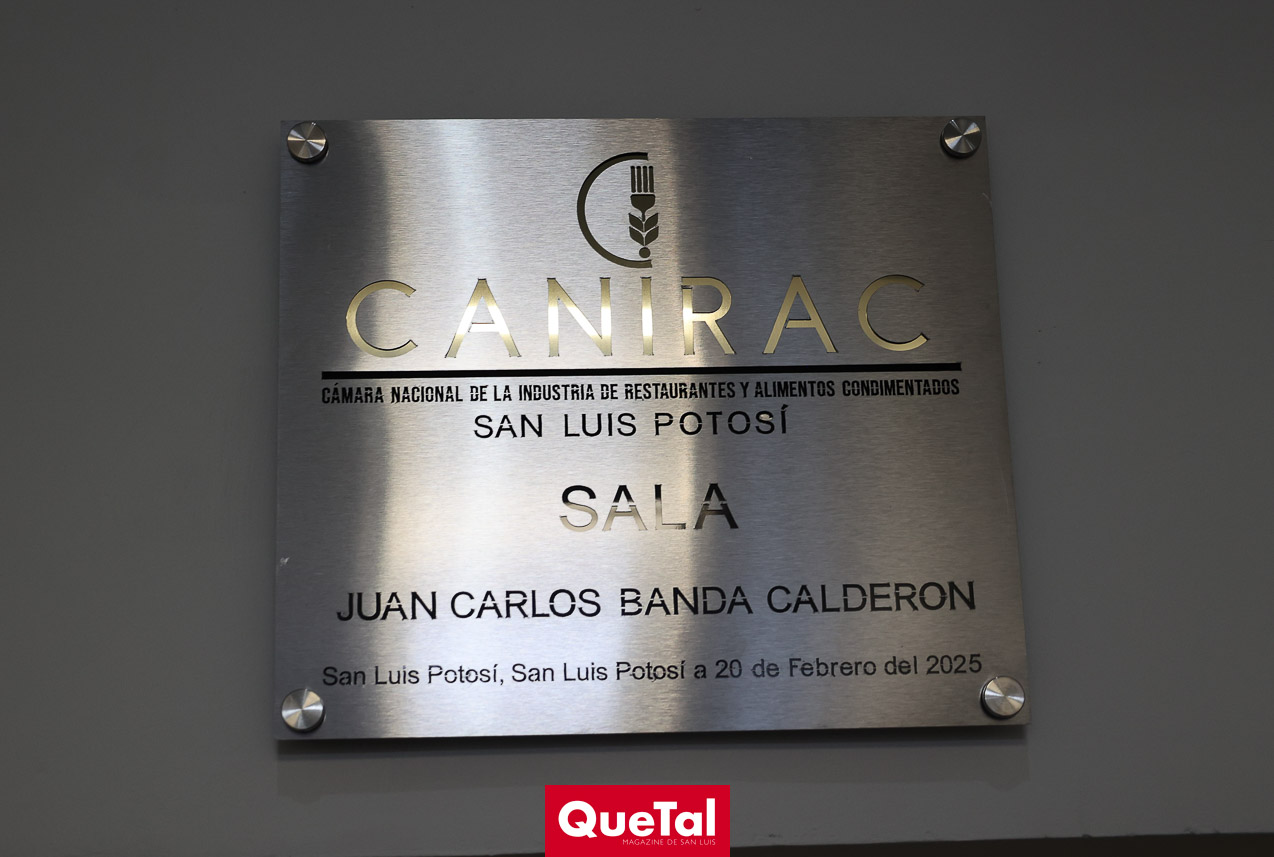 CANIRAC
CÁMARA NACIONAL DE LA INDUSTRIA DE RESTAURANTES Y ALIMENTOS CONDIMENTADOS
SAN LUIS POTOSÍ
SALA
JUAN CARLOS BANDA CALDERON
San Luis Potosí, San Luis Potosí a 20 de Febrero del 2025
QueTal
MAGAZINE DE SAN LUIS